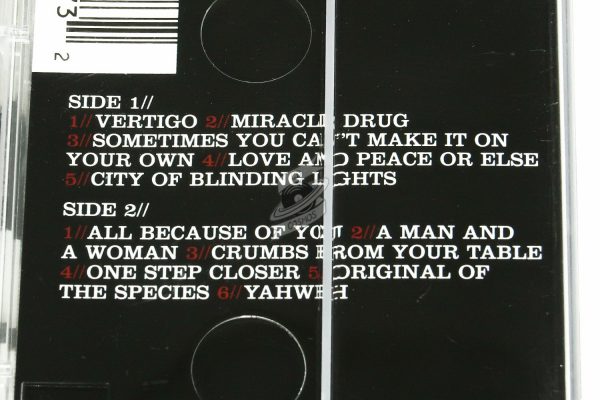 73
2
SIDE 1//
1//VERTIGO 2//MIRACLE DRUG
3//SOMETIMES YOU CAN'T MAKE IT ON
YOUR OWN 4//LOVE AND PEACE OR ELSE
5//CITY OF BLINDING LIGHTS
COSMOS
SIDE 2//
1//ALL BECAUSE OF YOU 2//A MAN AND
A WOMAN 3//CRUMBS FROM YOUR TABLE
4//ONE STEP CLOSER 5//ORIGINAL OF
THE SPECIES 6//YAHWEH